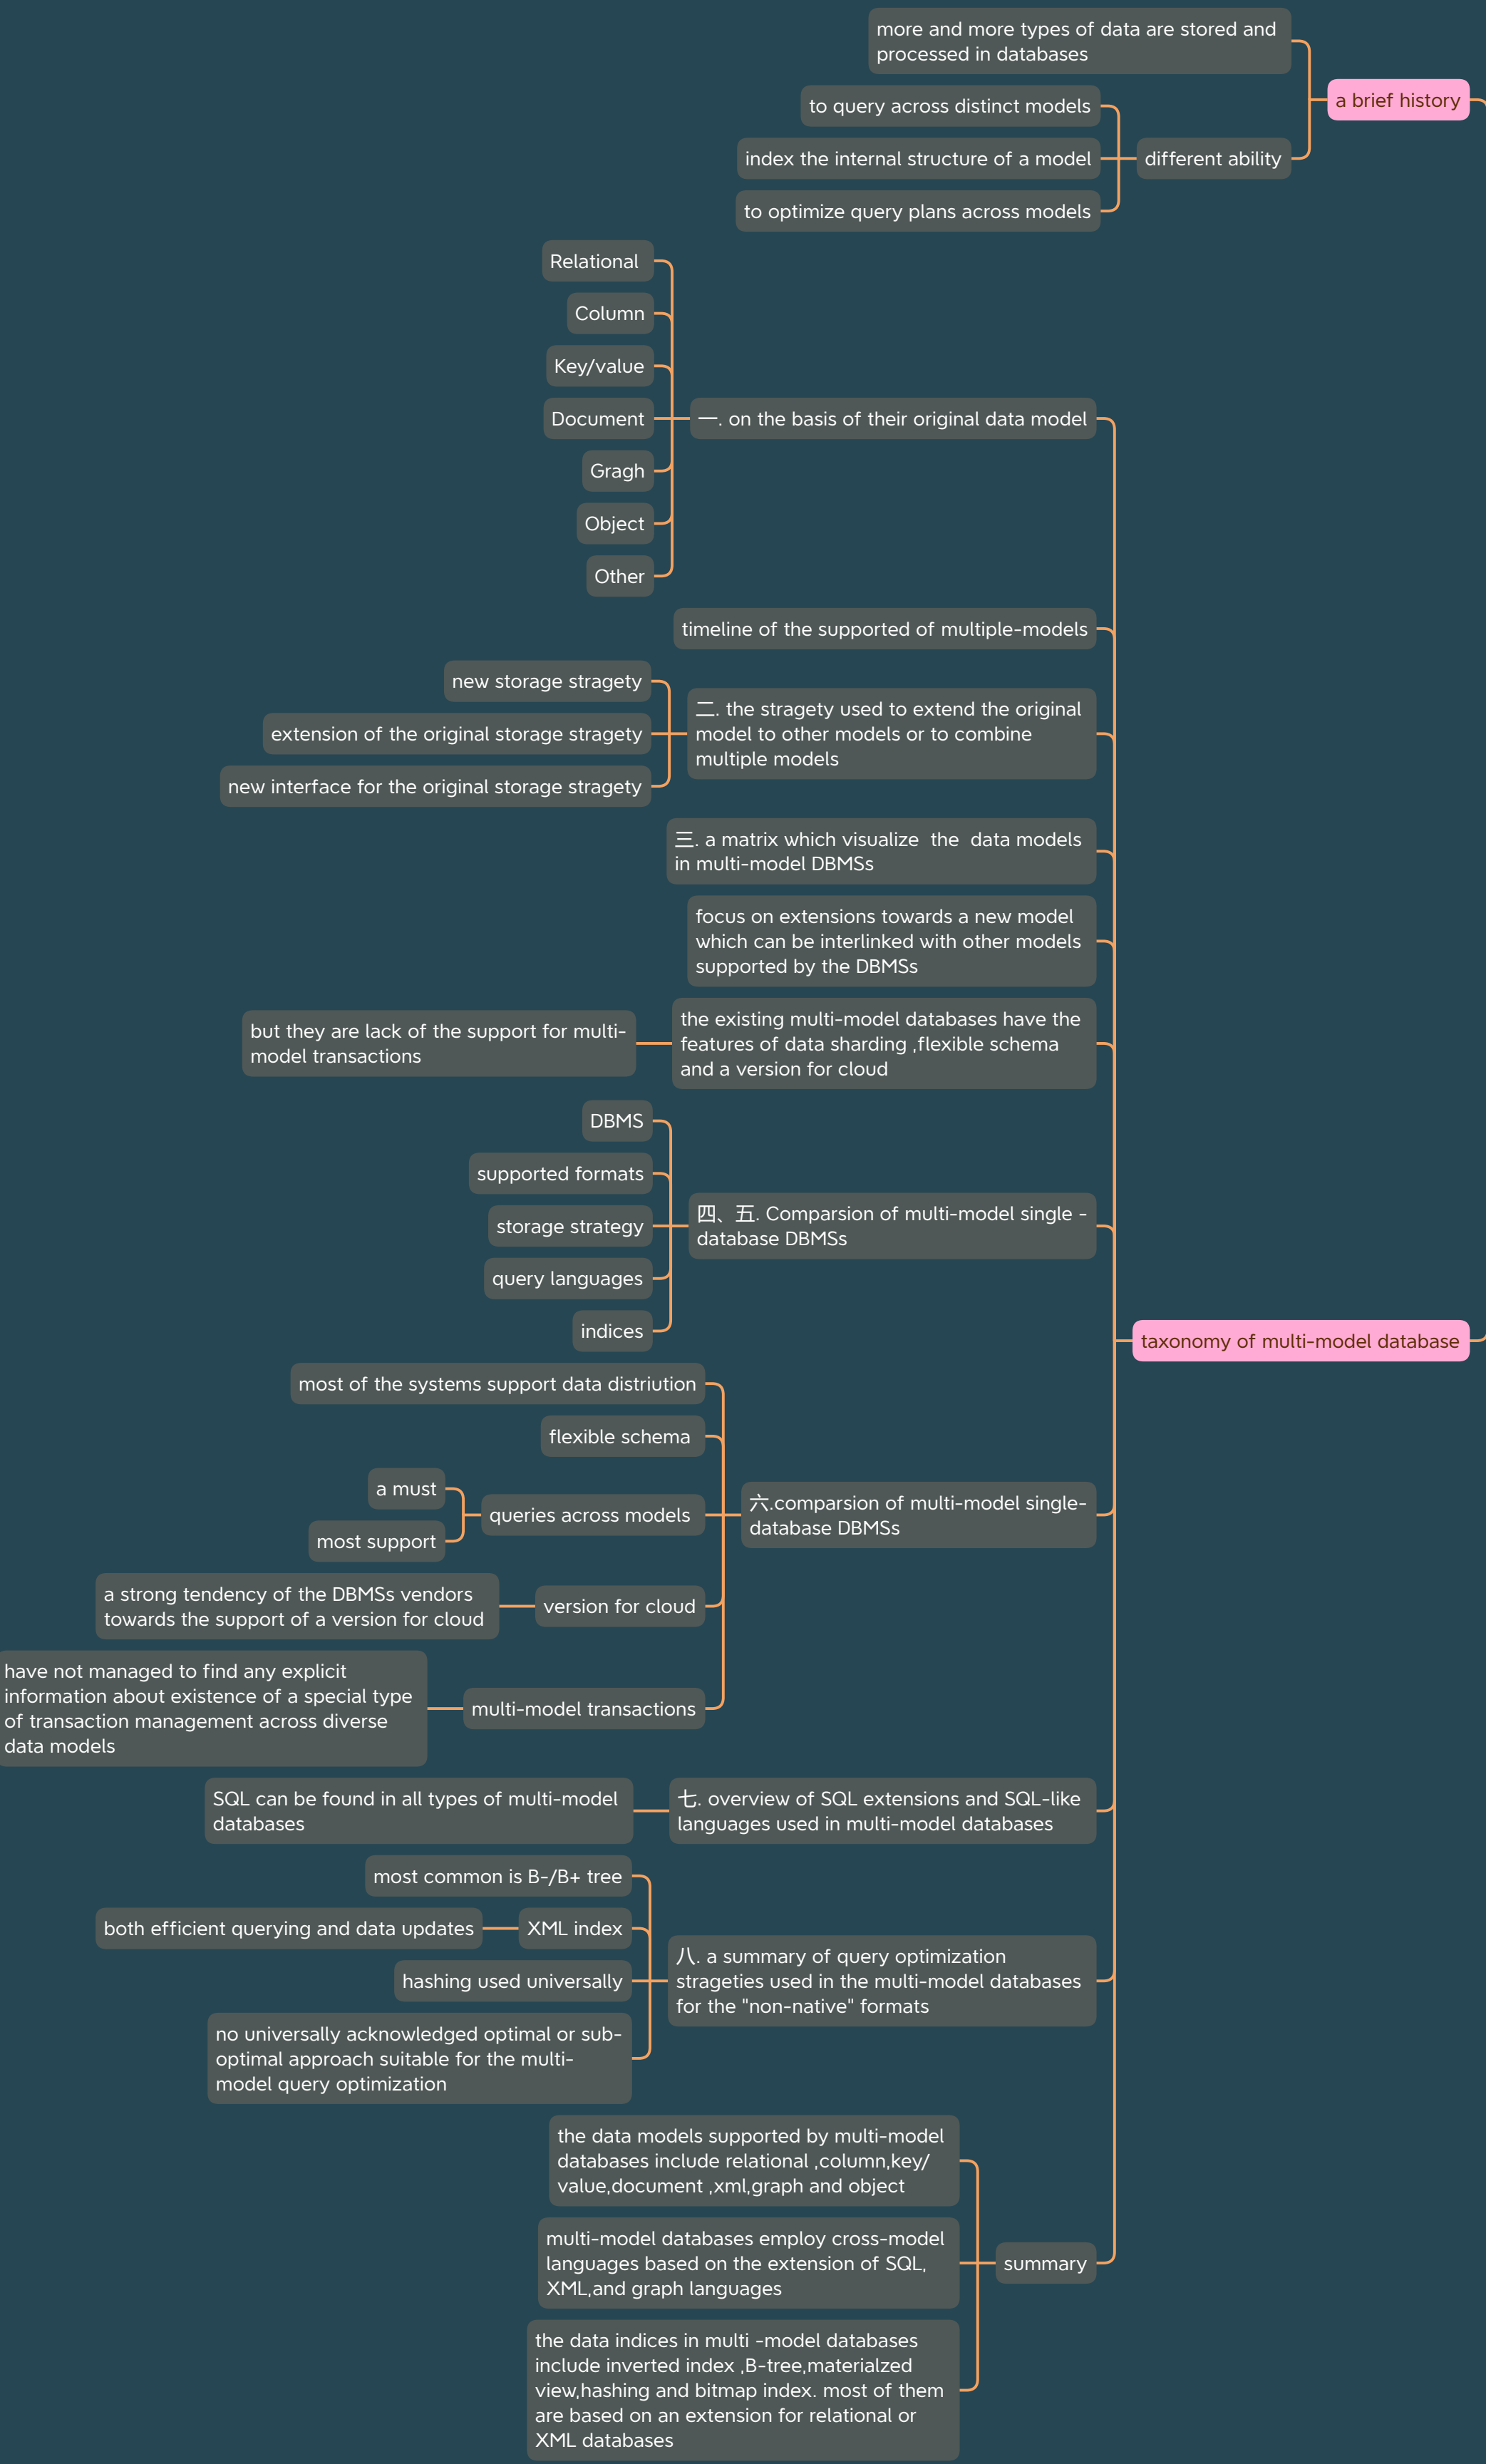 more and more types of data are stored and
processed in databases
a brief history
to query across distinct models
index the internal structure of a model
different ability
to optimize query plans across models
Relational
Column
Key/value
Document
一. on the basis of their original data model
Gragh
Object
Other
timeline of the supported of multiple-models
new storage stragety
extension of the original storage stragety
new interface for the original storage stragety
二. the stragety used to extend the original
model to other models or to combine
multiple models
三. a matrix which visualize  the  data models
in multi-model DBMSs
focus on extensions towards a new model
which can be interlinked with other models
supported by the DBMSs
but they are lack of the support for multi-
model transactions
the existing multi-model databases have the
features of data sharding ,flexible schema
and a version for cloud
DBMS
supported formats
storage strategy
query languages
indices
四、五. Comparsion of multi-model single -
database DBMSs
taxonomy of multi-model database
most of the systems support data distriution
flexible schema
a must
most support
queries across models
六.comparsion of multi-model single-
database DBMSs
a strong tendency of the DBMSs vendors
towards the support of a version for cloud
version for cloud
have not managed to find any explicit
information about existence of a special type
of transaction management across diverse
data models
multi-model transactions
SQL can be found in all types of multi-model
databases
七. overview of SQL extensions and SQL-like
languages used in multi-model databases
most common is B-/B+ tree
both efficient querying and data updates
XML index
hashing used universally
no universally acknowledged optimal or sub-
optimal approach suitable for the multi-
model query optimization
八. a summary of query optimization
strageties used in the multi-model databases
for the "non-native" formats
the data models supported by multi-model
databases include relational ,column,key/
value,document ,xml,graph and object
multi-model databases employ cross-model
languages based on the extension of SQL,
XML,and graph languages
summary
the data indices in multi -model databases
include inverted index ,B-tree,materialzed
view,hashing and bitmap index. most of them
are based on an extension for relational or
XML databases